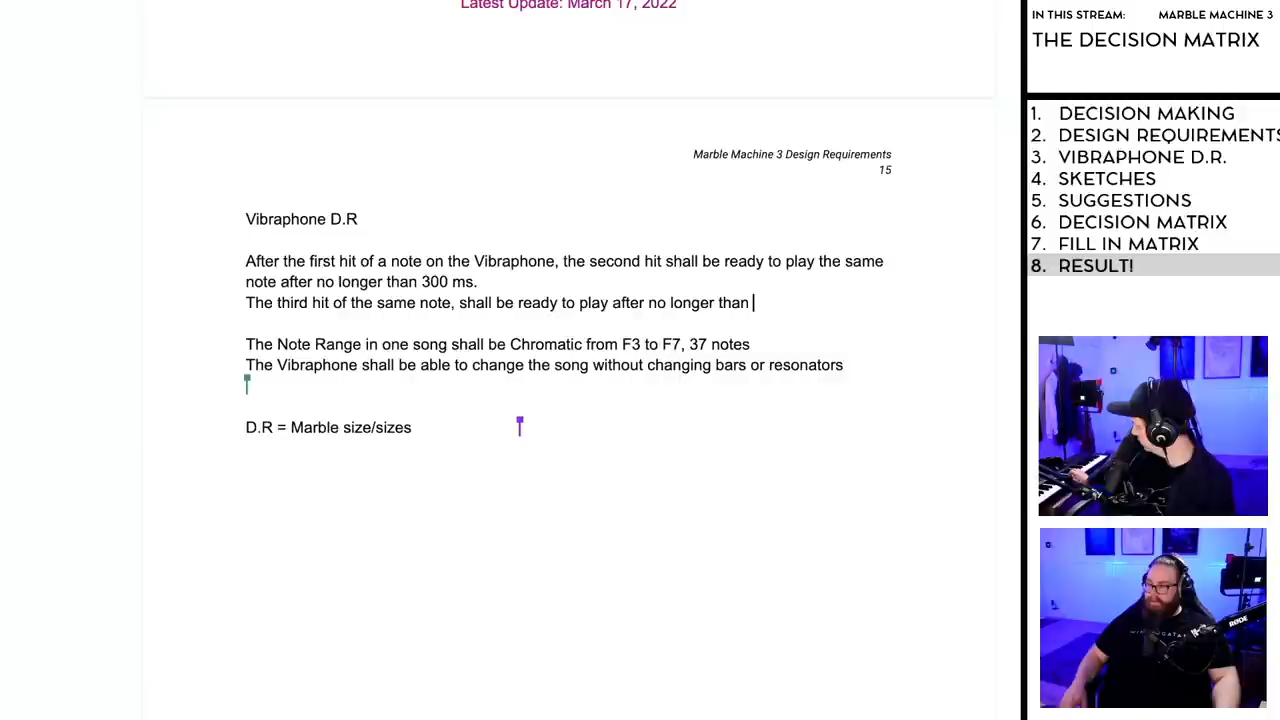 Latest Update: March 17, 2022
Marble Machine 3 Design Requirements
15
Vibraphone D.R
After the first hit of a note on the Vibraphone, the second hit shall be ready to play the same
note after no longer than 300 ms.
The third hit of the same note, shall be ready to play after no longer than
The Note Range in one song shall be Chromatic from F3 to F7, 37 notes
The Vibraphone shall be able to change the song without changing bars or resonators
D.R = Marble size/sizes
IN THIS STREAM: MARBLE MACHINE 3
THE DECISION MATRIX
1. DECISION MAKING
2. DESIGN REQUIREMENTS
3. VIBRAPHONE D.R.
4. SKETCHES
5. SUGGESTIONS
6. DECISION MATRIX
7. FILL IN MATRIX
8. RESULT!
RØDE